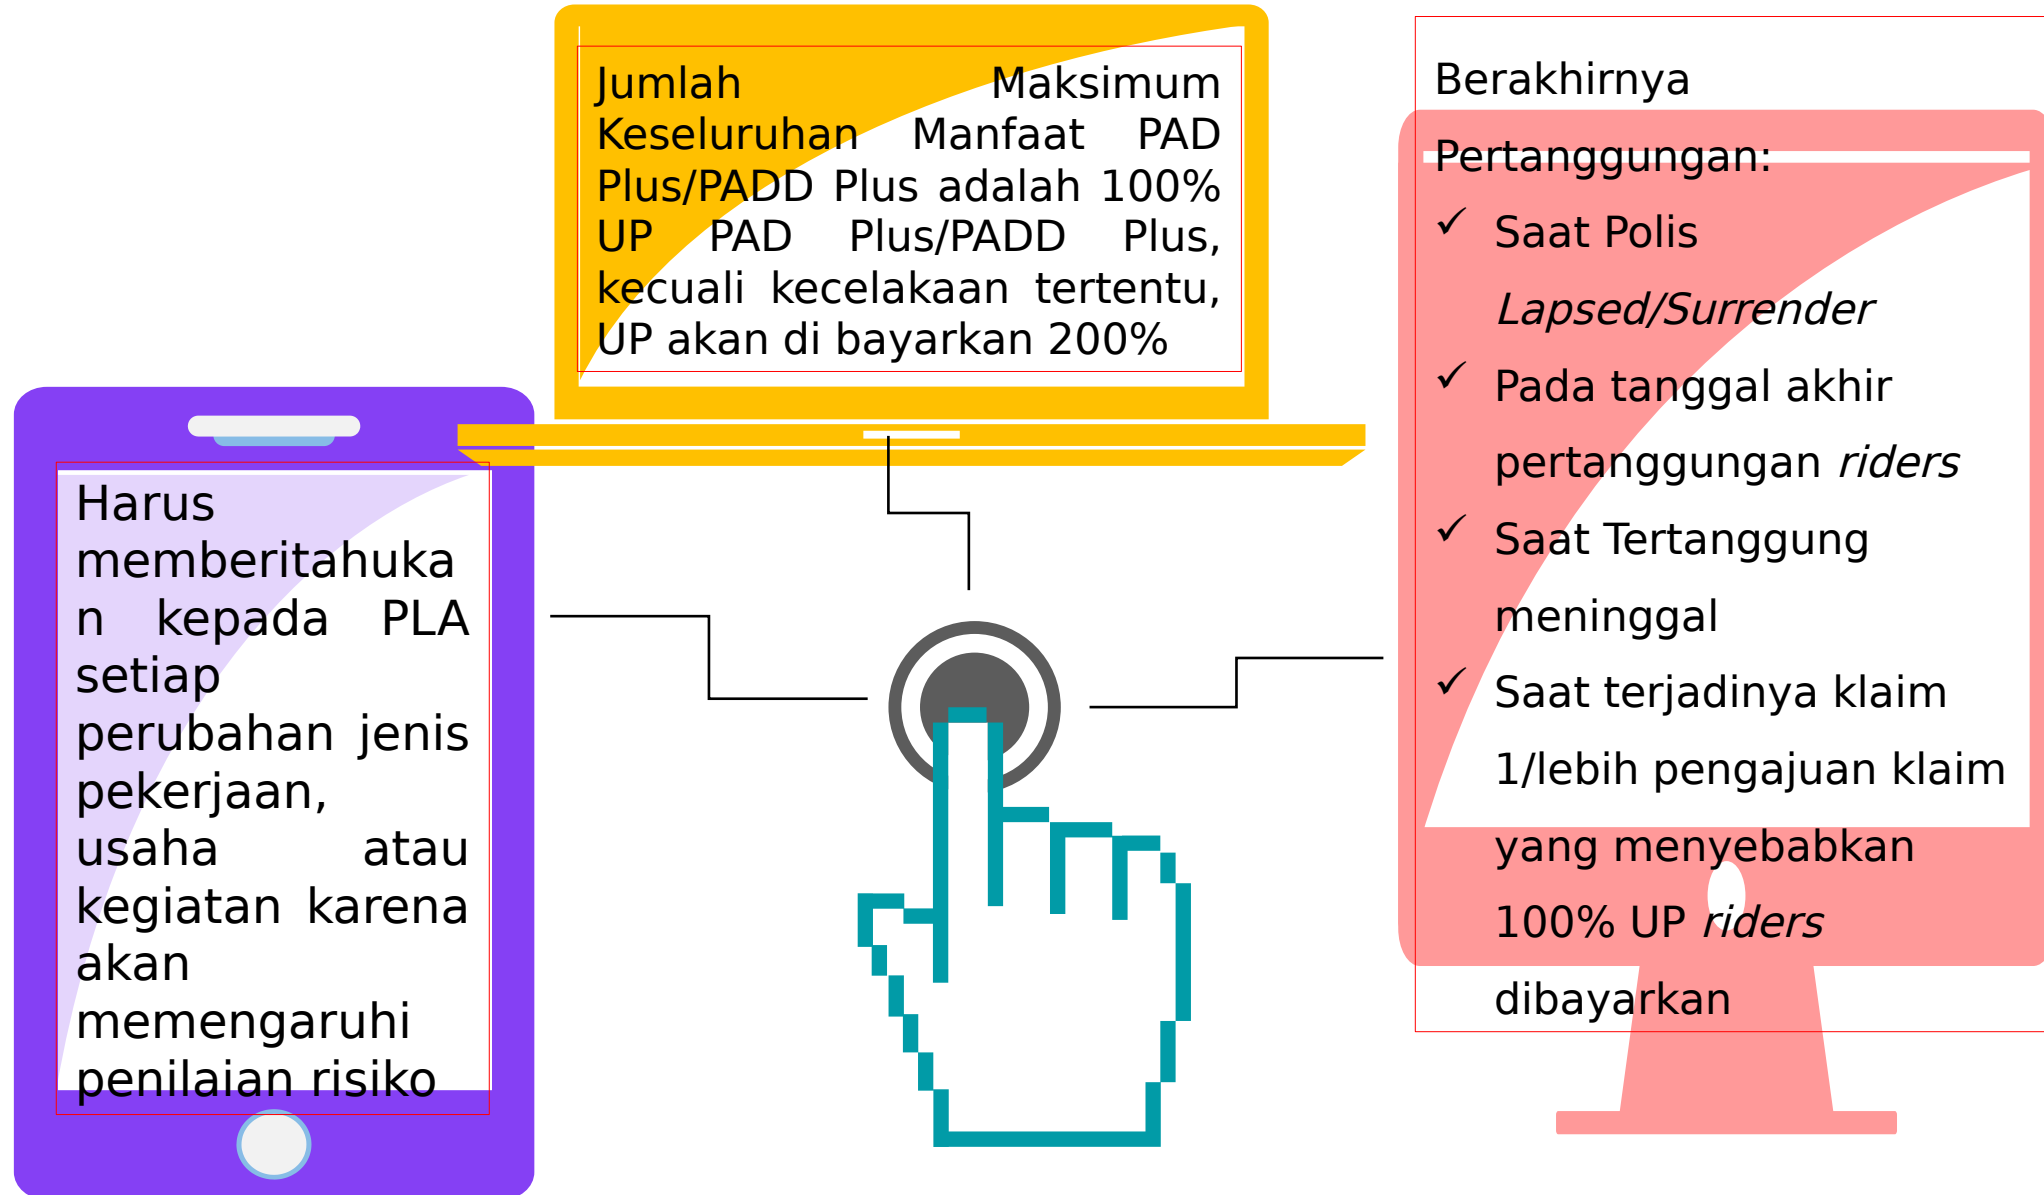 Jumlah Maksimum
Keseluruhan Manfaat PAD
Plus/PADD Plus adalah 100%
UP PAD Plus/PADD Plus,
kecuali kecelakaan tertentu,
UP akan di bayarkan 200%
Harus
memberitahuka
n kepada PLA
setiap
perubahan jenis
pekerjaan,
usaha atau
kegiatan karena
akan
memengaruhi
penilaian risiko
Berakhirnya
Pertanggungan:
✓ Saat Polis
Lapsed/Surrender
✓ Pada tanggal akhir
pertanggungan riders
✓ Saat Tertanggung
meninggal
✓ Saat terjadinya klaim
1/lebih pengajuan klaim
yang menyebabkan
100% UP riders
dibayarkan